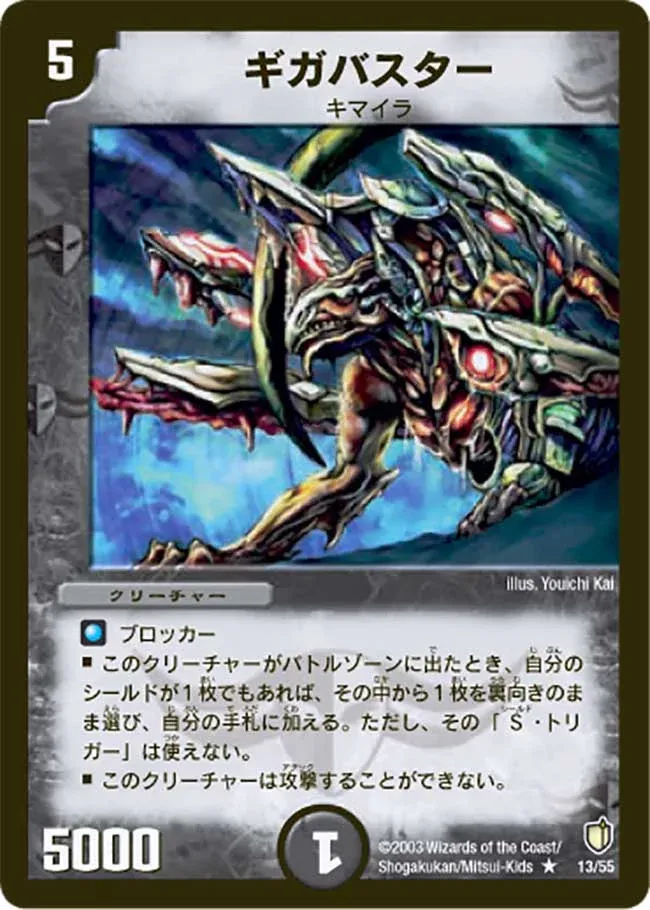 5
ギガバスター
キマイラ
illus. Youichi Kai
クリーチャー
ブロッカー
■ このクリーチャーがバトルゾーンに出たとき、自分の
シールドが1枚でもあれば、その中から1枚を裏向きのま
ま選び、自分の手札に加える。ただし、その「S・トリ
ガー」は使えない。
■ このクリーチャーは攻撃することができない。
5000
1
©2003 Wizards of the Coast/
Shogakukan/Mitsui-Kids ★ 13/55